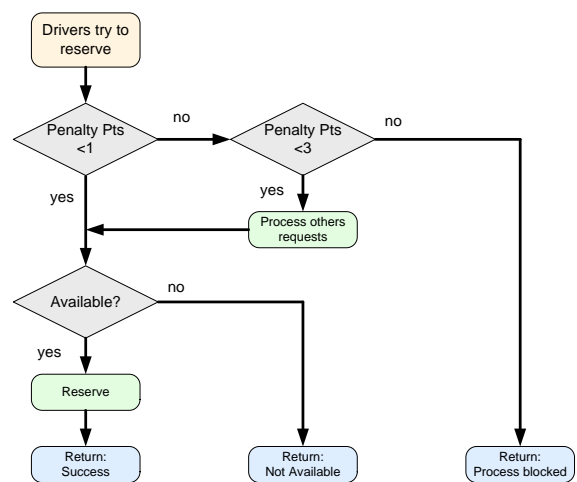 Drivers try to
reserve
Penalty Pts
<1
no
Penalty Pts
<3
no
yes
yes
Process others
requests
Available?
no
yes
Reserve
Return:
Success
Return:
Not Available
Return:
Process blocked